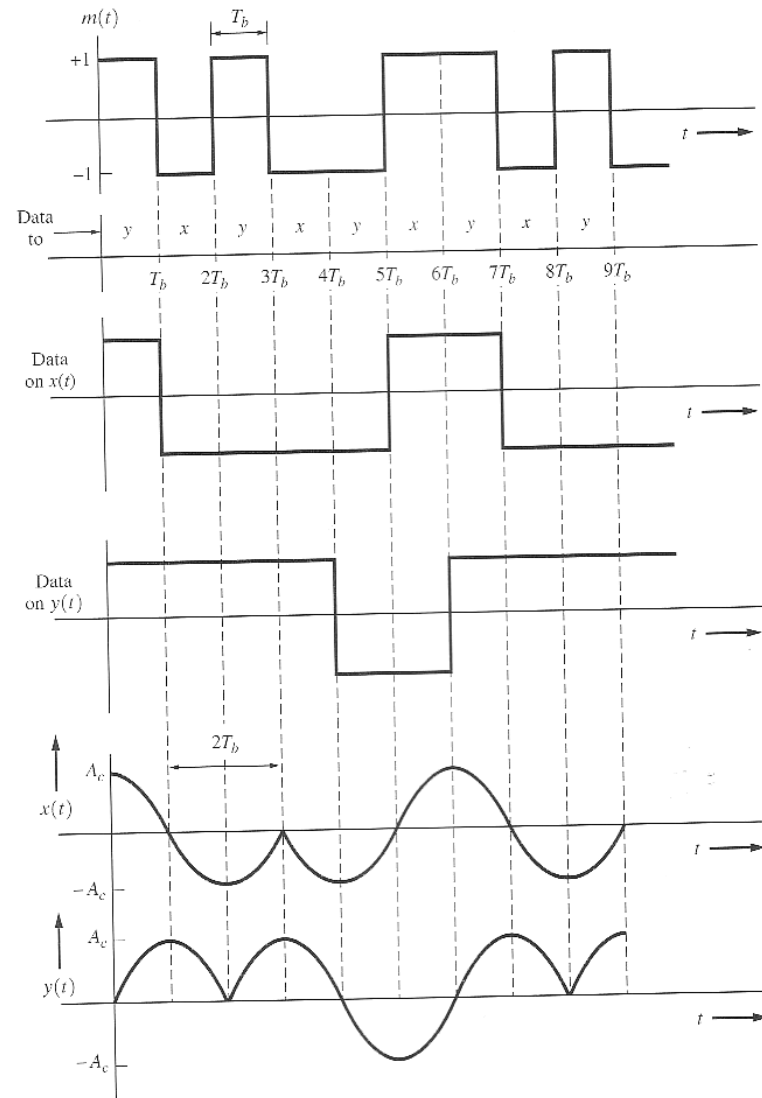 m(t)
T_b
+1
−1
t
Data to
y x y x y x y x y
T_b 2T_b 3T_b 4T_b 5T_b 6T_b 7T_b 8T_b 9T_b
Data
on x(t)
t
Data
on y(t)
t
2T_b
A_c
x(t)
t
−A_c
A_c
y(t)
t
−A_c